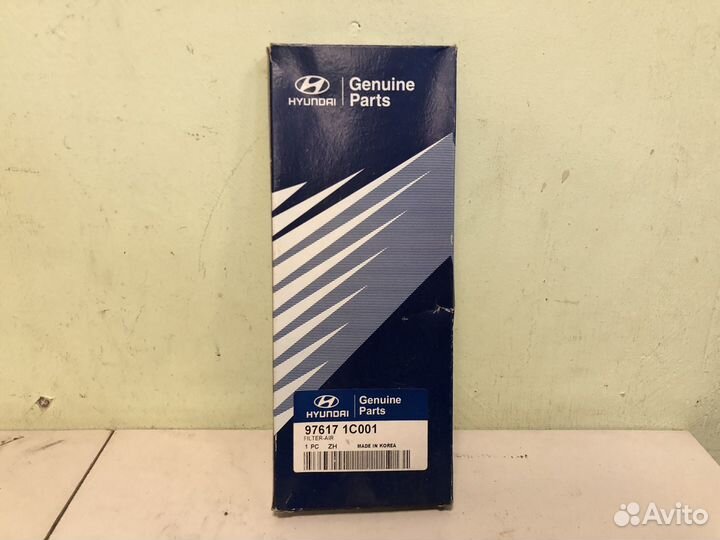 HYUNDAI
Genuine
Parts
HYUNDAI
Genuine
Parts
97617 1C001
FILTER-AIR
1 PC ZH MADE IN KOREA
Avito